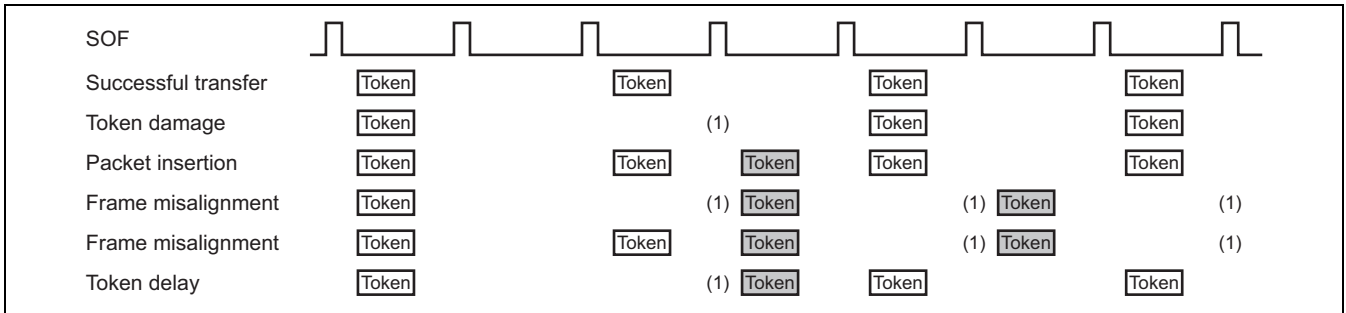 SOF
Successful transfer Token Token Token Token
Token damage Token (1) Token Token
Packet insertion Token Token Token Token Token
Frame misalignment Token (1) Token (1) Token (1)
Frame misalignment Token Token Token (1) Token (1)
Token delay Token (1) Token Token Token